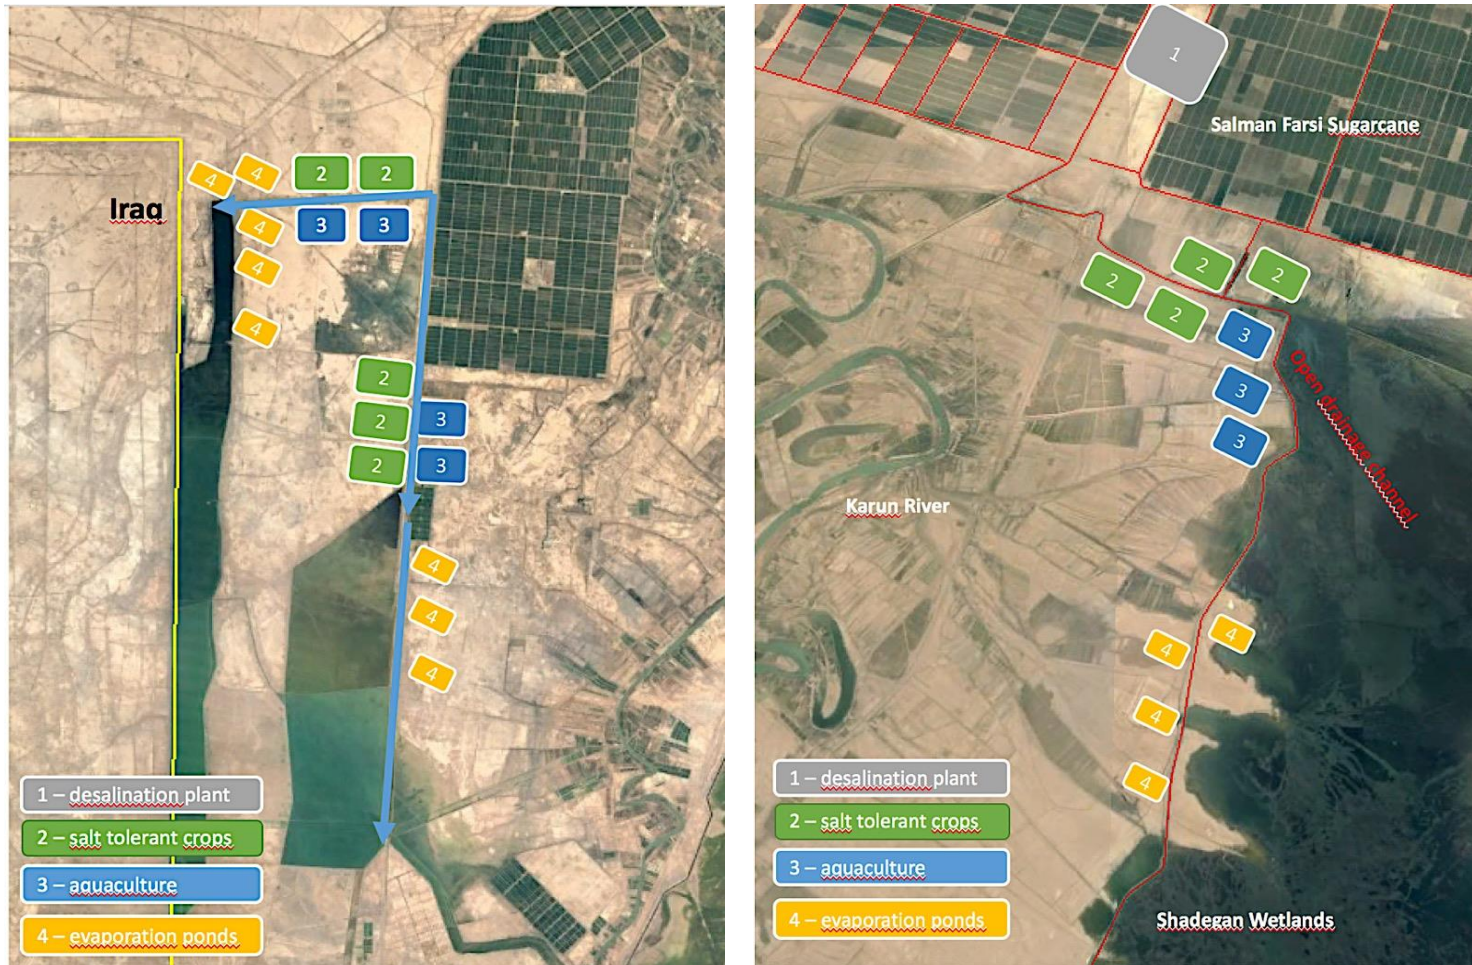 4
4
2
2
Iraq
4
3
3
4
4
2
2
3
2
3
4
4
4
1 – desalination plant
2 – salt tolerant crops
3 – aquaculture
4 – evaporation ponds
1
Salman Farsi Sugarcane
2
2
2
2
3
Open drainage channel
3
3
Karun River
4
4
4
4
1 – desalination plant
2 – salt tolerant crops
3 – aquaculture
4 – evaporation ponds
Shadegan Wetlands